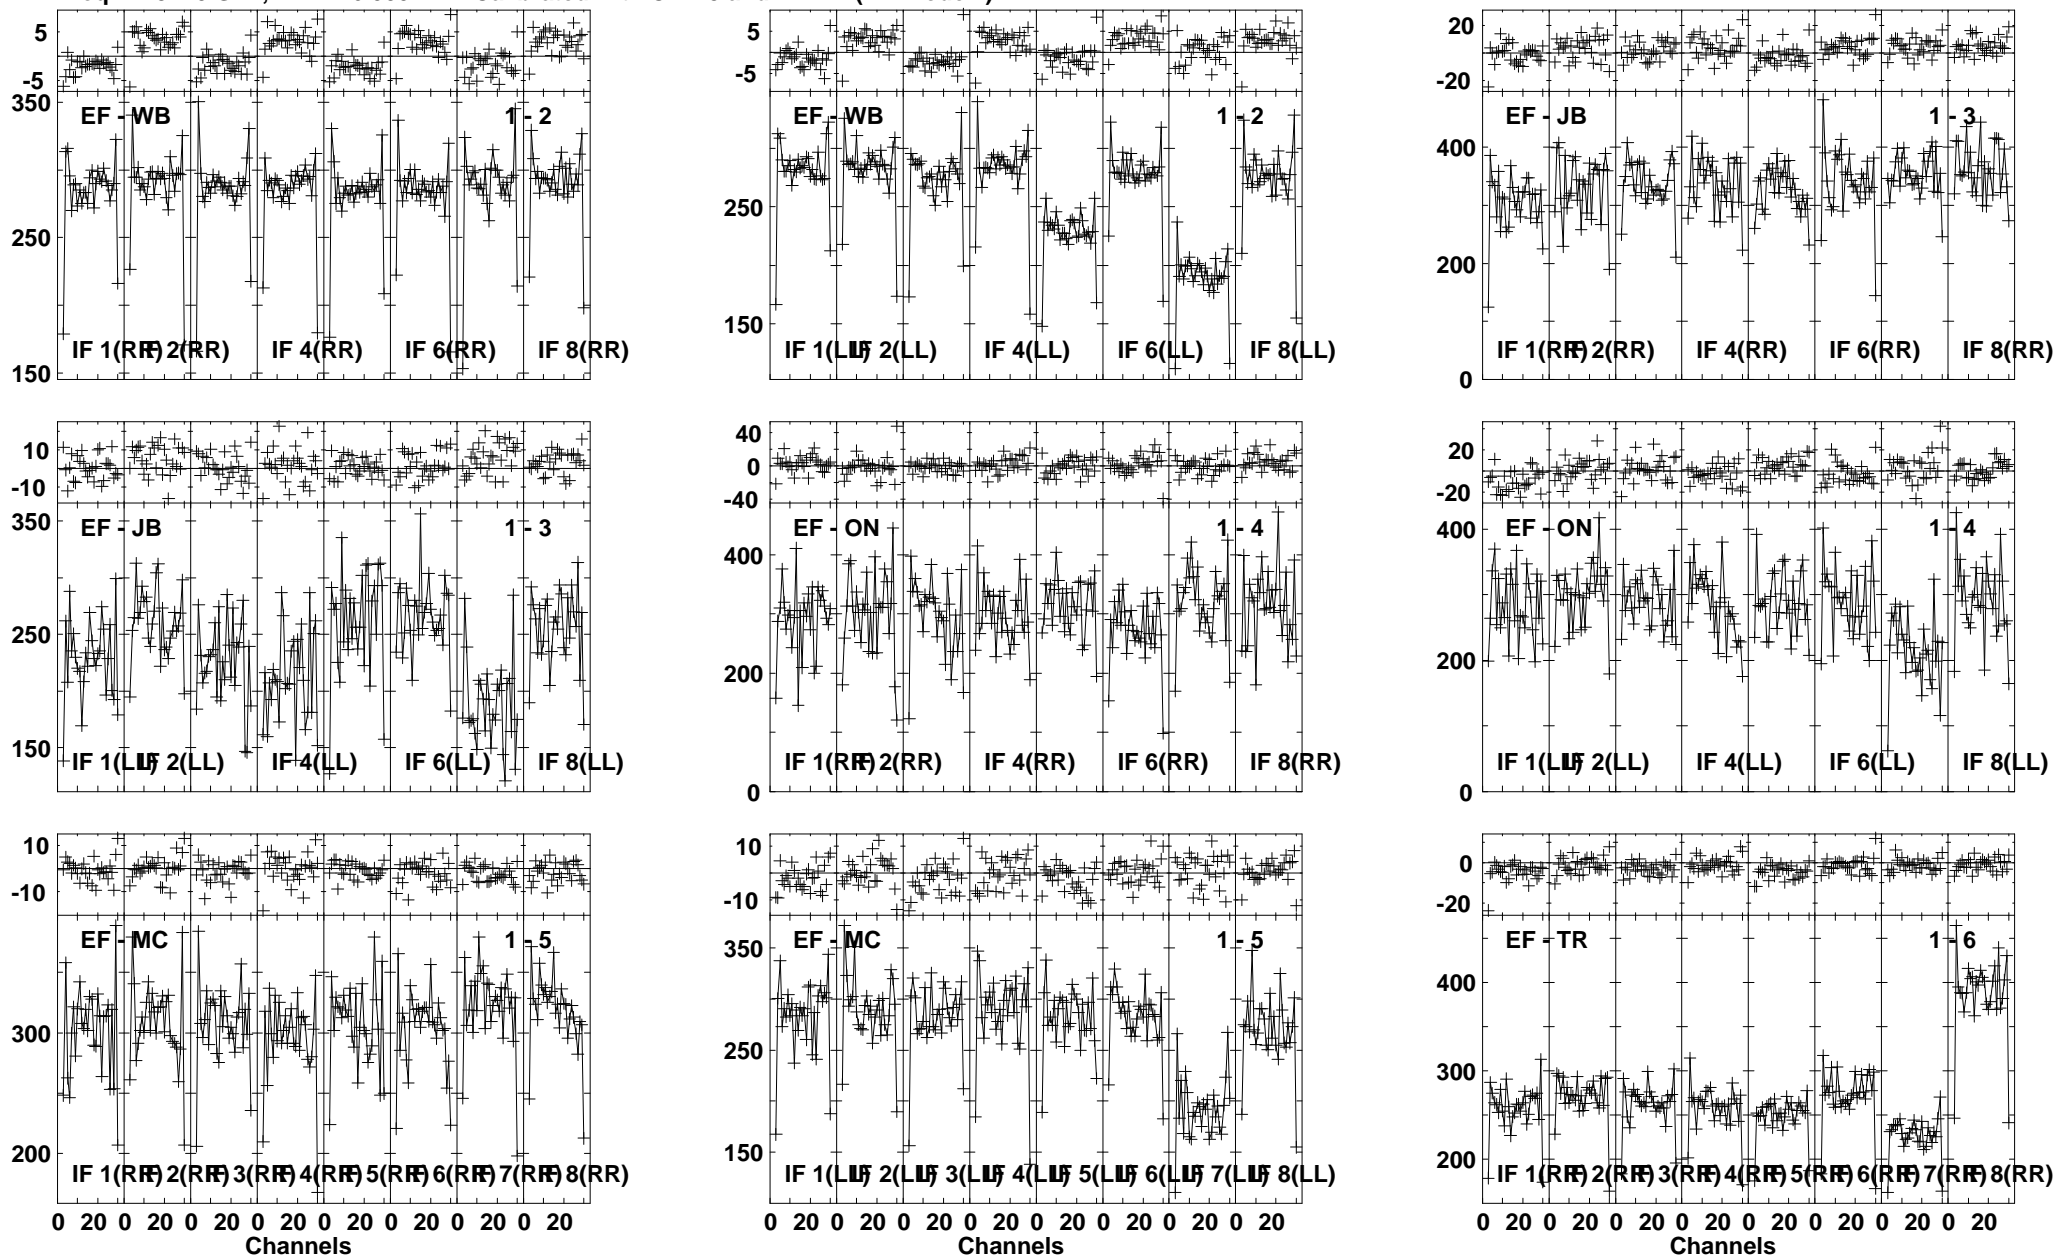 5
-5
350
250
150
EF - WB
1 - 2
IF 1(RR)
IF 2(RR)
IF 4(RR)
IF 6(RR)
IF 8(RR)
5
-5
250
150
EF - WB
1 - 2
IF 1(LL)
IF 2(LL)
IF 4(LL)
IF 6(LL)
IF 8(LL)
20
0
-20
400
200
0
EF - JB
1 - 3
IF 1(RR)
IF 2(RR)
IF 4(RR)
IF 6(RR)
IF 8(RR)
10
-10
350
250
150
EF - JB
1 - 3
IF 1(LL)
IF 2(LL)
IF 4(LL)
IF 6(LL)
IF 8(LL)
40
0
-40
400
200
0
EF - ON
1 - 4
IF 1(RR)
IF 2(RR)
IF 4(RR)
IF 6(RR)
IF 8(RR)
20
-20
400
200
0
EF - ON
1 - 4
IF 1(LL)
IF 2(LL)
IF 4(LL)
IF 6(LL)
IF 8(LL)
10
-10
300
200
EF - MC
1 - 5
IF 1(RR)
IF 2(RR)
IF 3(RR)
IF 4(RR)
IF 5(RR)
IF 6(RR)
IF 7(RR)
IF 8(RR)
0 20 0 20 0 20 0 20 0 20 0 20 0 20 0 20
Channels
10
-10
350
250
150
EF - MC
1 - 5
IF 1(LL)
IF 2(LL)
IF 3(LL)
IF 4(LL)
IF 5(LL)
IF 6(LL)
IF 7(LL)
IF 8(LL)
0 20 0 20 0 20 0 20 0 20 0 20 0 20 0 20
Channels
0
-20
400
300
200
EF - TR
1 - 6
IF 1(RR)
IF 2(RR)
IF 3(RR)
IF 4(RR)
IF 5(RR)
IF 6(RR)
IF 7(RR)
IF 8(RR)
0 20 0 20 0 20 0 20 0 20 0 20 0 20 0 20
Channels